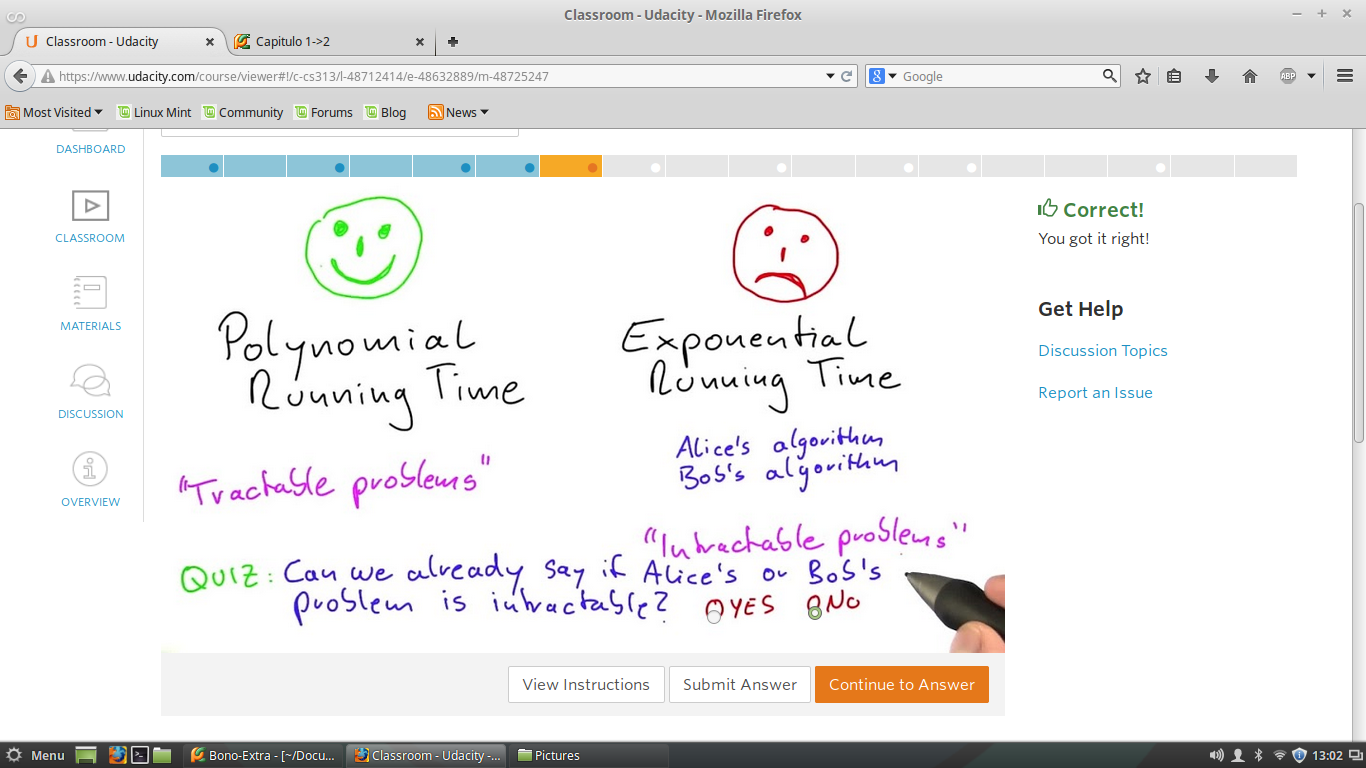 Classroom - Udacity - Mozilla Firefox
Classroom - Udacity
Capitulo 1->2
https://www.udacity.com/course/viewer#!/c-cs313/l-48712414/e-48632889/m-48725247
Google
ABP
Most Visited
Linux Mint
Community
Forums
Blog
News
DASHBOARD
CLASSROOM
MATERIALS
DISCUSSION
OVERVIEW
Polynomial
Running Time
"Tractable problems"
Exponential
Running Time
Alice's algorithm
Bob's algorithm
"Intractable problems"
QUIZ: Can we already say if Alice's or Bob's
problem is intractable? YES NO
View Instructions
Submit Answer
Continue to Answer
Correct!
You got it right!
Get Help
Discussion Topics
Report an Issue
Menu
Bono-Extra - [~/Docu...
Classroom - Udacity -...
Pictures
13:02